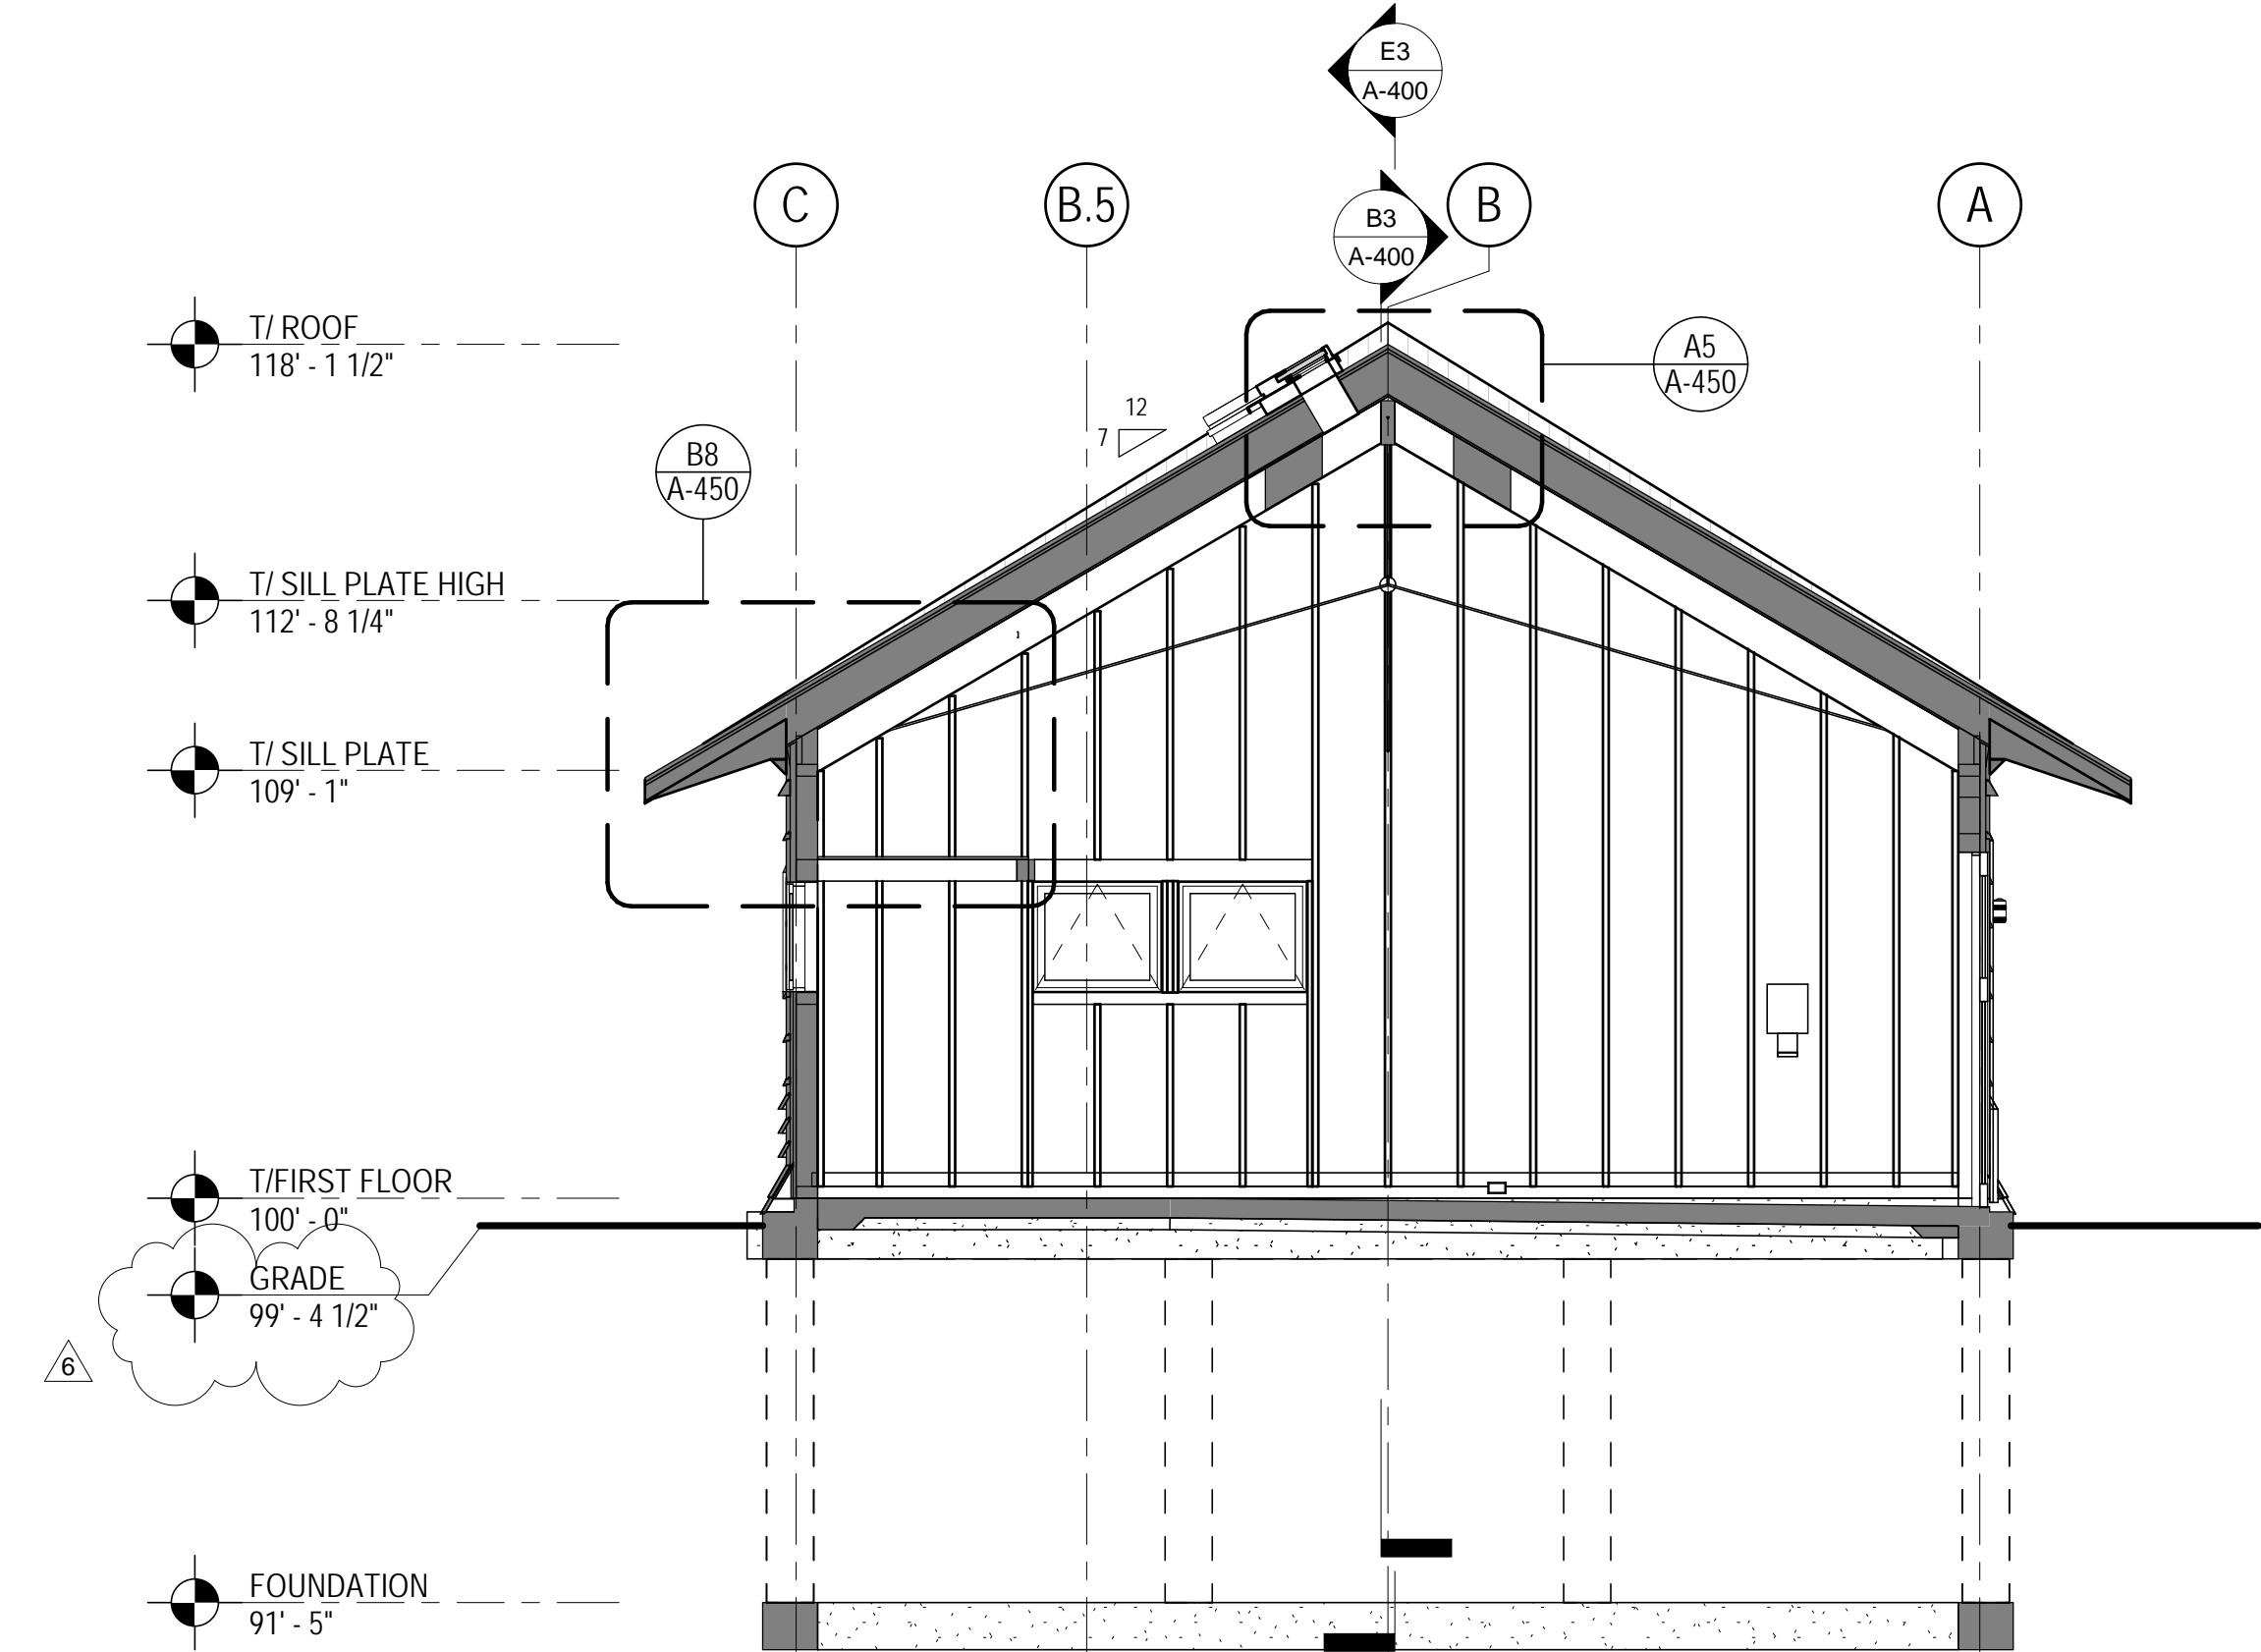 E3
A-400
C
B.5
B3
A-400
B
A
T/ ROOF
118' - 1 1/2"
A5
A-450
12
7
B8
A-450
T/ SILL PLATE HIGH
112' - 8 1/4"
T/ SILL PLATE
109' - 1"
T/FIRST FLOOR
100' - 0"
GRADE
99' - 4 1/2"
6
FOUNDATION
91' - 5"